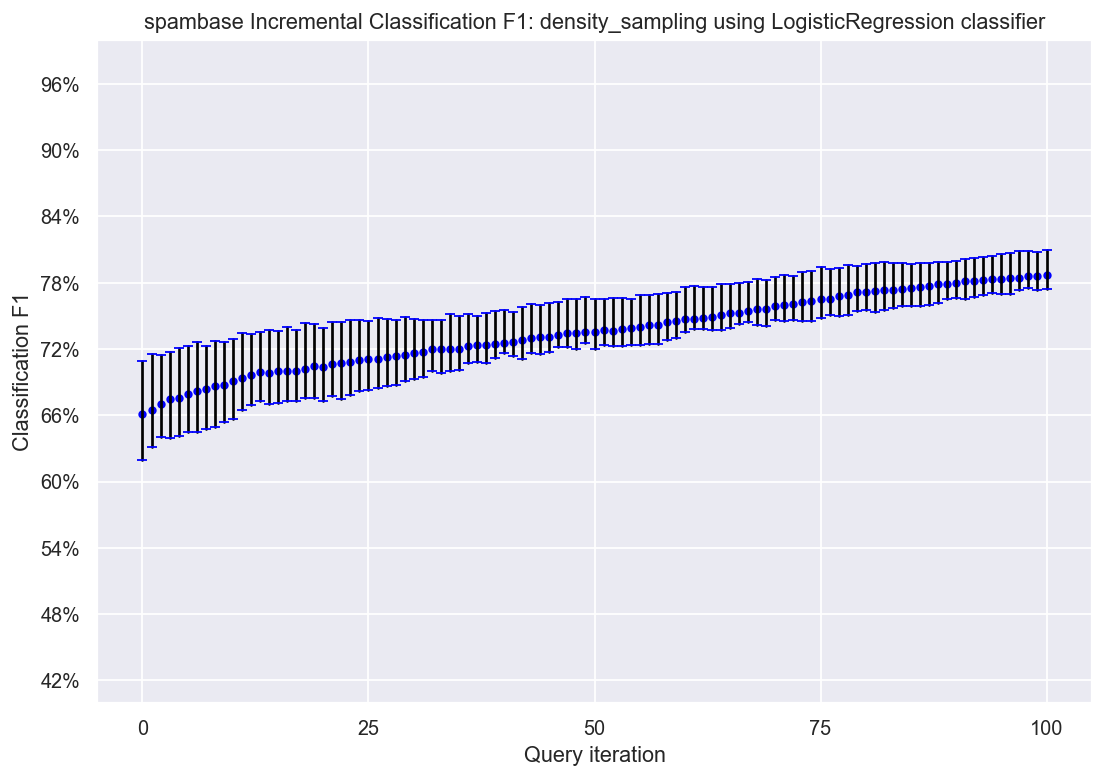 spambase Incremental Classification F1: density_sampling using LogisticRegression classifier
96%
90%
84%
78%
72%
66%
60%
54%
48%
42%
Classification F1
0 25 50 75 100
Query iteration